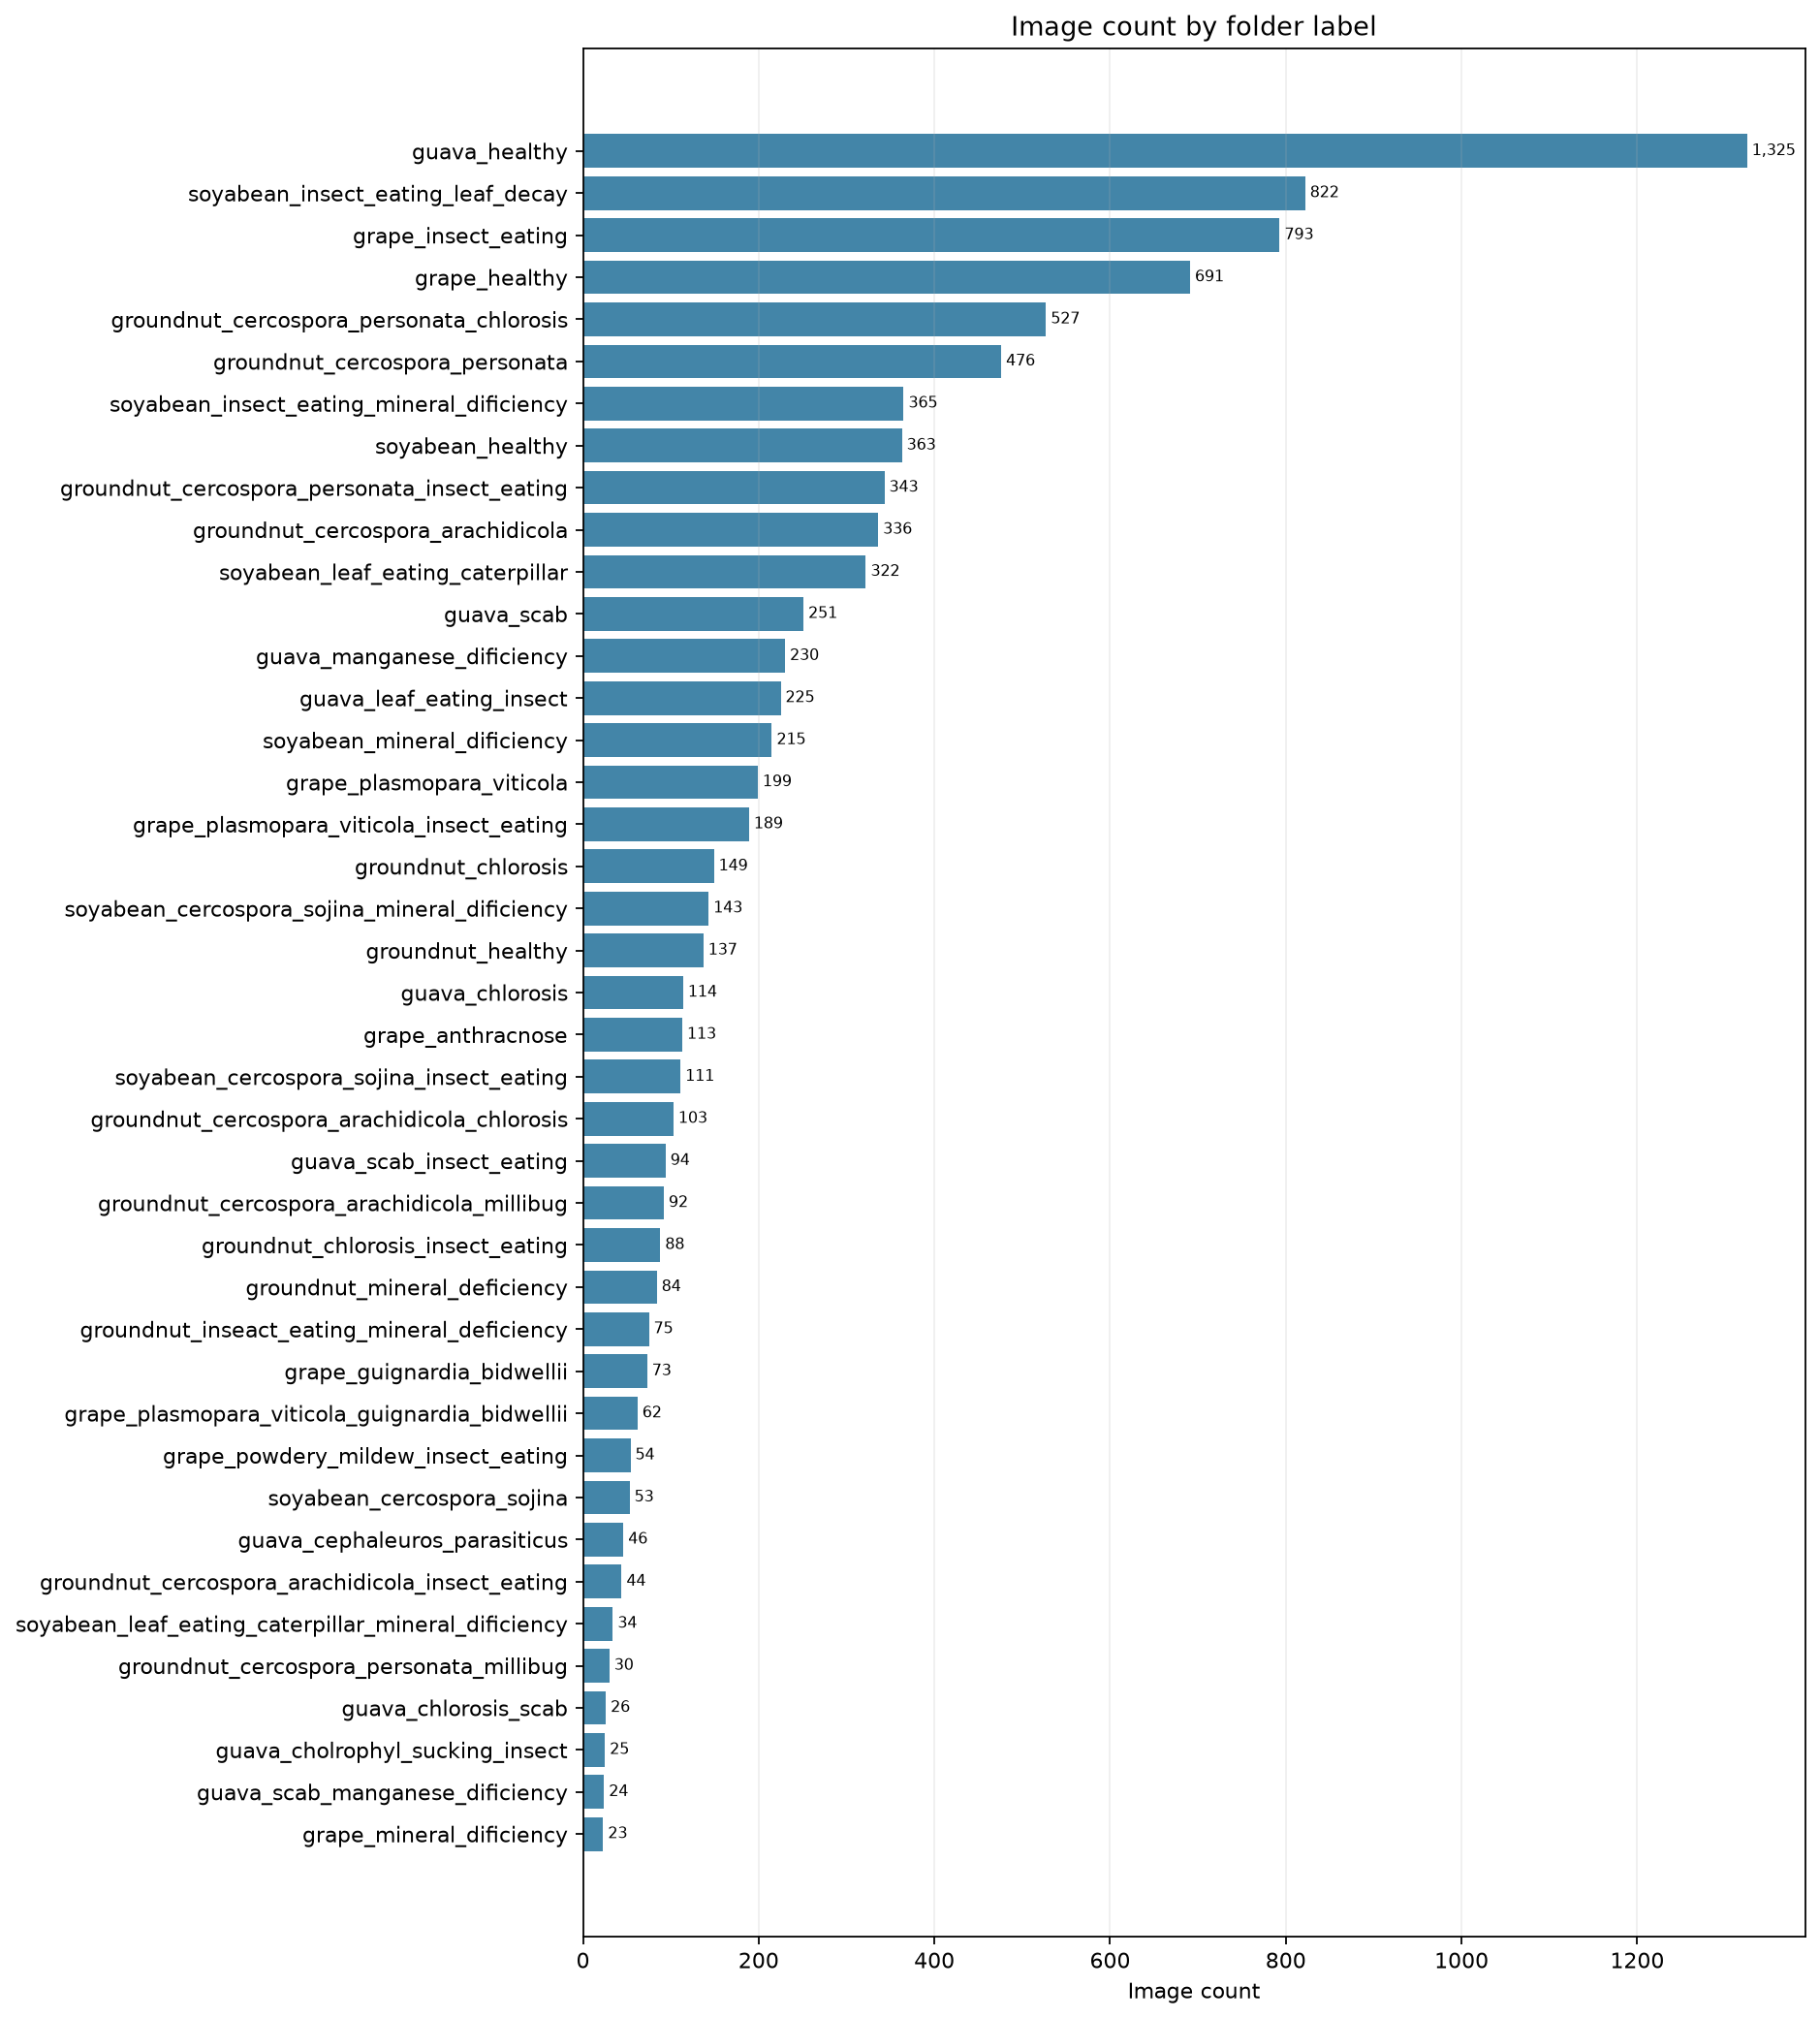 Image count by folder label
guava_healthy 1,325
soyabean_insect_eating_leaf_decay 822
grape_insect_eating 793
grape_healthy 691
groundnut_cercospora_personata_chlorosis 527
groundnut_cercospora_personata 476
soyabean_insect_eating_mineral_dificiency 365
soyabean_healthy 363
groundnut_cercospora_personata_insect_eating 343
groundnut_cercospora_arachidicola 336
soyabean_leaf_eating_caterpillar 322
guava_scab 251
guava_manganese_dificiency 230
guava_leaf_eating_insect 225
soyabean_mineral_dificiency 215
grape_plasmopara_viticola 199
grape_plasmopara_viticola_insect_eating 189
groundnut_chlorosis 149
soyabean_cercospora_sojina_mineral_dificiency 143
groundnut_healthy 137
guava_chlorosis 114
grape_anthracnose 113
soyabean_cercospora_sojina_insect_eating 111
groundnut_cercospora_arachidicola_chlorosis 103
guava_scab_insect_eating 94
groundnut_cercospora_arachidicola_millibug 92
groundnut_chlorosis_insect_eating 88
groundnut_mineral_deficiency 84
groundnut_inseact_eating_mineral_deficiency 75
grape_guignardia_bidwellii 73
grape_plasmopara_viticola_guignardia_bidwellii 62
grape_powdery_mildew_insect_eating 54
soyabean_cercospora_sojina 53
guava_cephaleuros_parasiticus 46
groundnut_cercospora_arachidicola_insect_eating 44
soyabean_leaf_eating_caterpillar_mineral_dificiency 34
groundnut_cercospora_personata_millibug 30
guava_chlorosis_scab 26
guava_cholrophyl_sucking_insect 25
guava_scab_manganese_dificiency 24
grape_mineral_dificiency 23
0 200 400 600 800 1000 1200
Image count